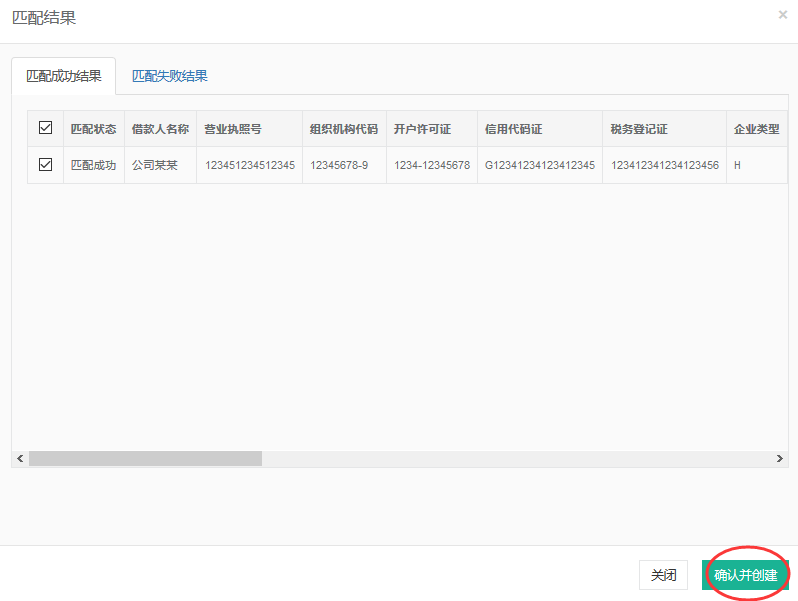 匹配结果 ×
匹配成功结果 匹配失败结果
匹配状态 借款人名称 营业执照号 组织机构代码 开户许可证 信用代码证 税务登记证 企业类型
匹配成功 公司某某 123451234512345 12345678-9 1234-12345678 G12341234123412345 123412341234123456 H
关闭 确认并创建